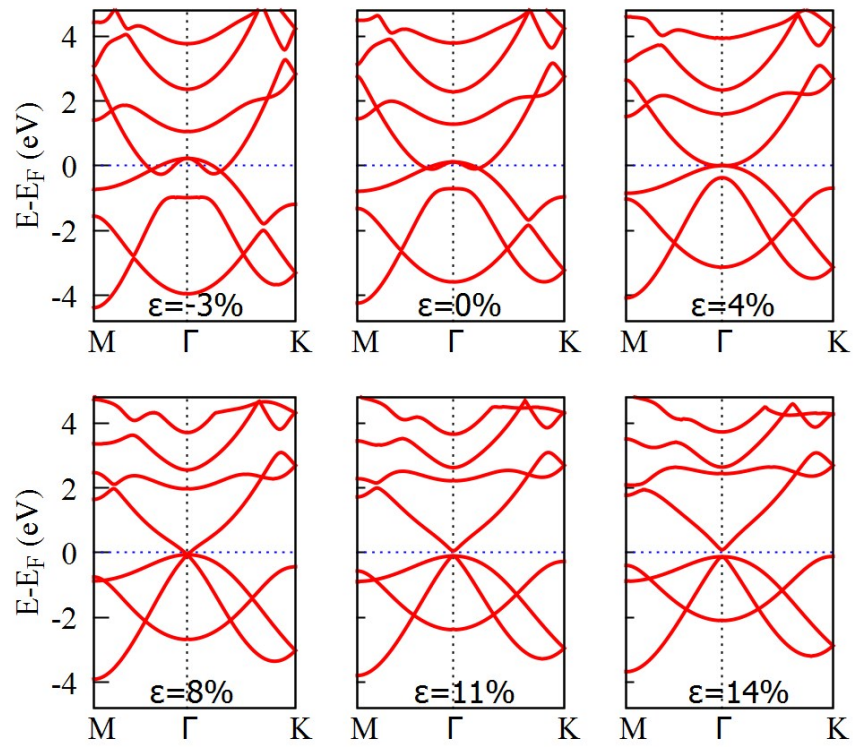 E-E_F (eV)
4
2
0
-2
-4
ε=-3%
M Γ K
ε=0%
M Γ K
ε=4%
M Γ K
E-E_F (eV)
4
2
0
-2
-4
ε=8%
M Γ K
ε=11%
M Γ K
ε=14%
M Γ K